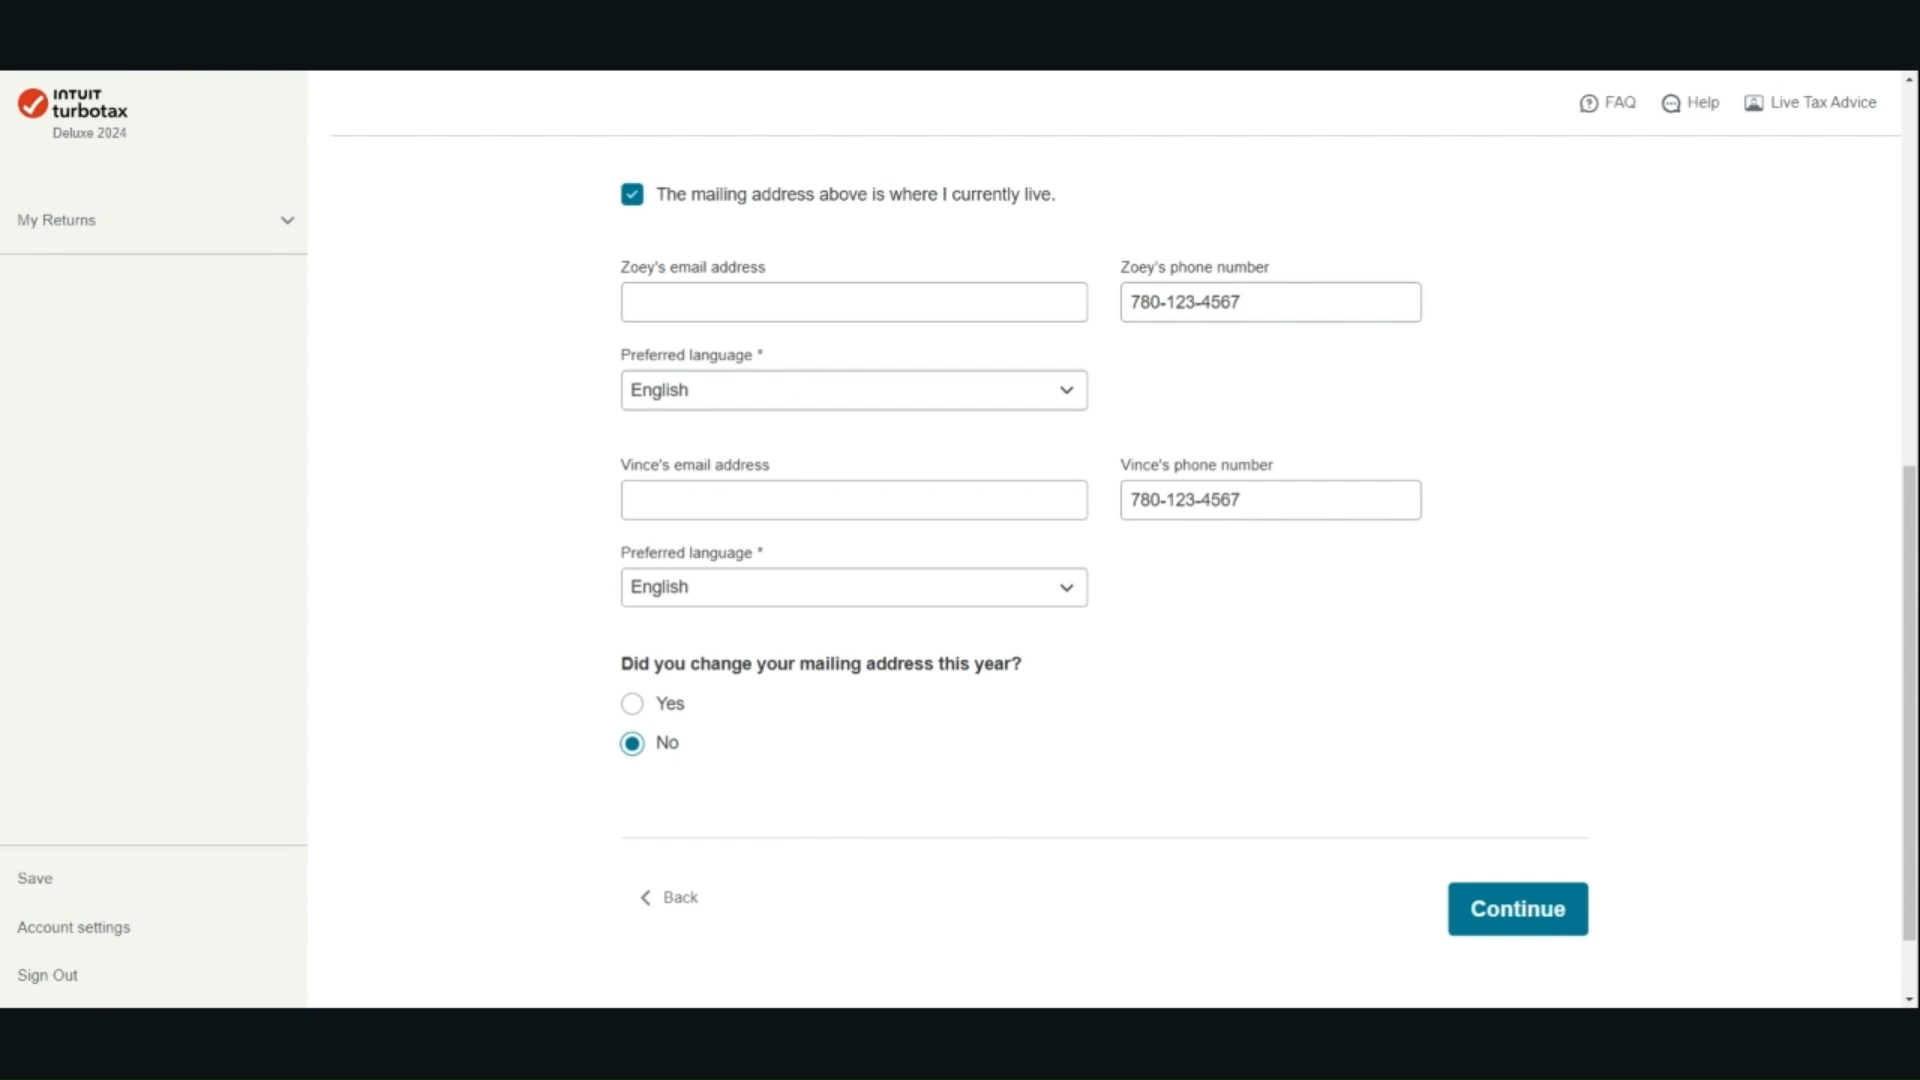 INTUIT
turbotax
Deluxe 2024
FAQ
Help
Live Tax Advice
My Returns
The mailing address above is where I currently live.
Zoey's email address
Zoey's phone number
780-123-4567
Preferred language *
English
Vince's email address
Vince's phone number
780-123-4567
Preferred language *
English
Did you change your mailing address this year?
Yes
No
Back
Continue
Save
Account settings
Sign Out